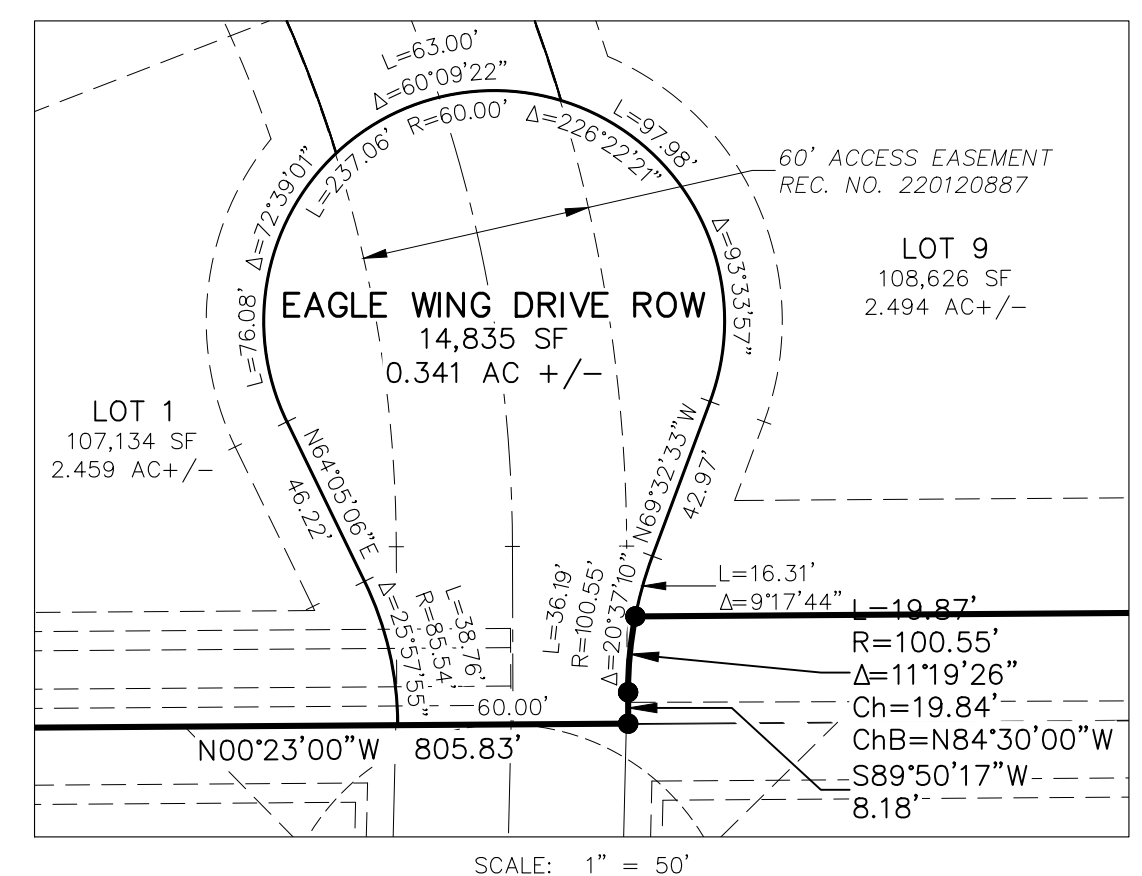 L=63.00'
Δ=60°09'22"
R=60.00'
Δ=226°22'21"
L=97.98'
Δ=72°39'01"
L=237.06'
60' ACCESS EASEMENT
REC. NO. 220120887
Δ=93°33'57"
LOT 9
108,626 SF
2.494 AC+/-
EAGLE WING DRIVE ROW
14,835 SF
0.341 AC +/-
L=76.08'
LOT 1
107,134 SF
2.459 AC+/-
N64°05'06"E
46.22'
N69°32'33"W
42.97'
L=38.76'
R=85.54'
Δ=25°57'55"
L=36.19'
R=100.55'
Δ=20°37'10"
L=16.31'
Δ=9°17'44"
L=19.87'
R=100.55'
Δ=11°19'26"
Ch=19.84'
ChB=N84°30'00"W
S89°50'17"W
8.18'
60.00'
N00°23'00"W 805.83'
SCALE: 1" = 50'